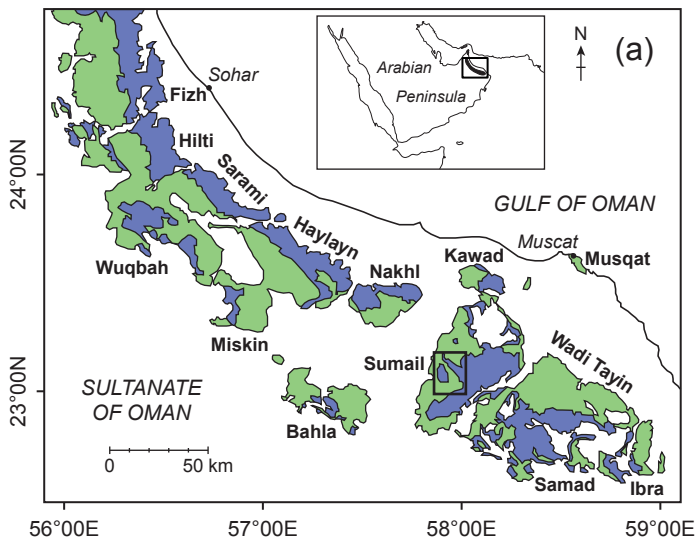 N
(a)
Arabian
Peninsula
Sohar
Fizh
Hilti
Sarami
24°00'N
GULF OF OMAN
Haylayn
Muscat
Kawad
Musqat
Wuqbah
Nakhl
Miskin
Sumail
Wadi Tayin
23°00'N
SULTANATE
OF OMAN
Bahla
0 50 km
Samad
Ibra
56°00'E 57°00'E 58°00'E 59°00'E